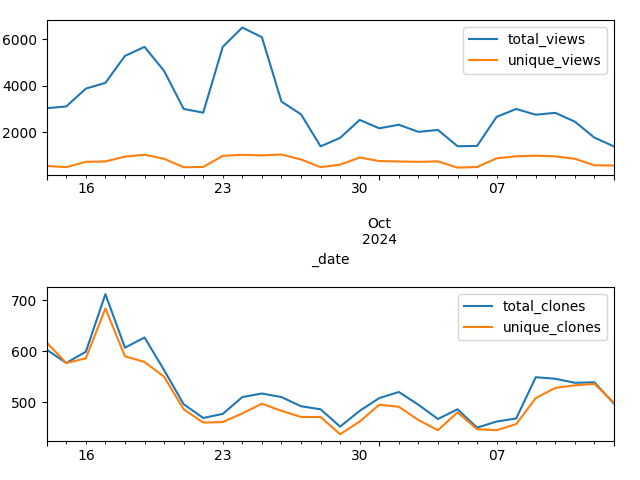 6000
4000
2000
total_views
unique_views
16 23 30 07
Oct
2024
_date
700
600
500
total_clones
unique_clones
16 23 30 07